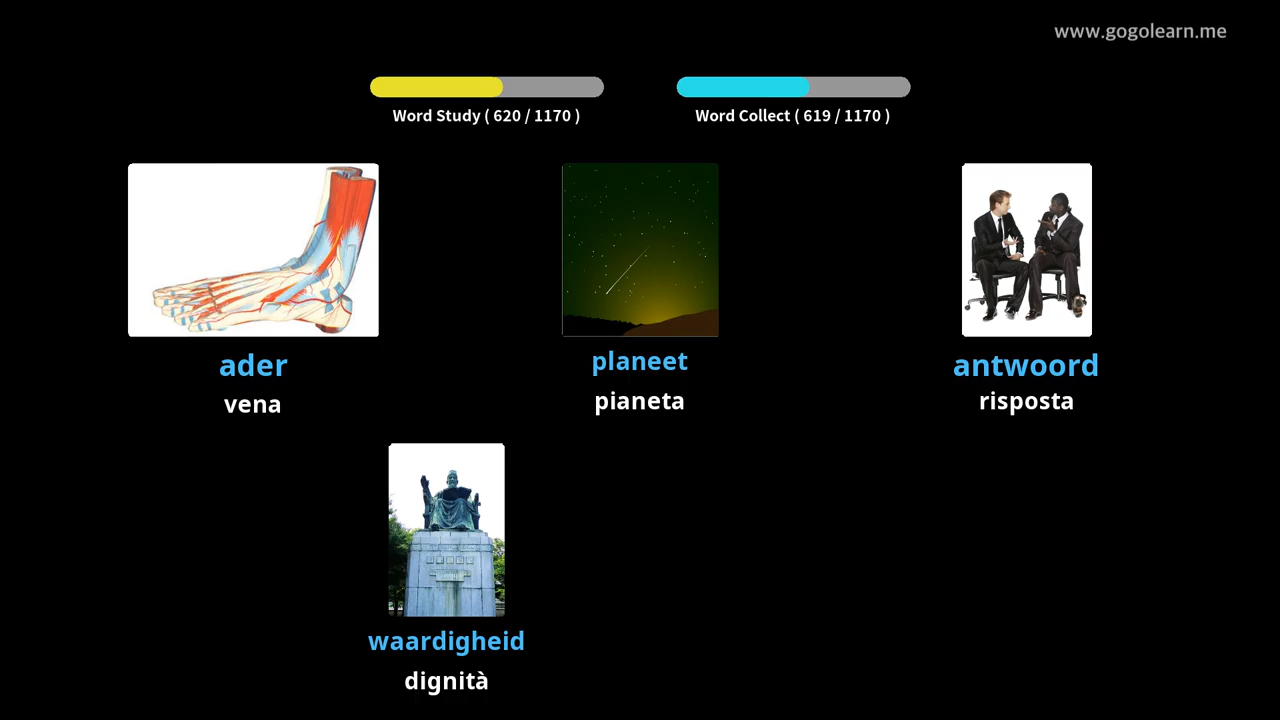 www.gogolearn.me
Word Study ( 620 / 1170 )
Word Collect ( 619 / 1170 )
ader
vena
planeet
pianeta
antwoord
risposta
waardigheid
dignità